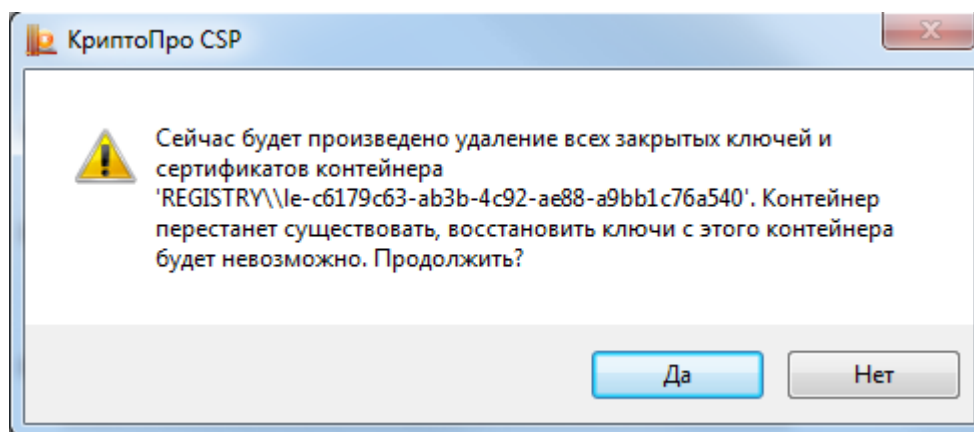 КриптоПро CSP
Сейчас будет произведено удаление всех закрытых ключей и
сертификатов контейнера
'REGISTRY\\le-c6179c63-ab3b-4c92-ae88-a9bb1c76a540'. Контейнер
перестанет существовать, восстановить ключи с этого контейнера
будет невозможно. Продолжить?
Да
Нет